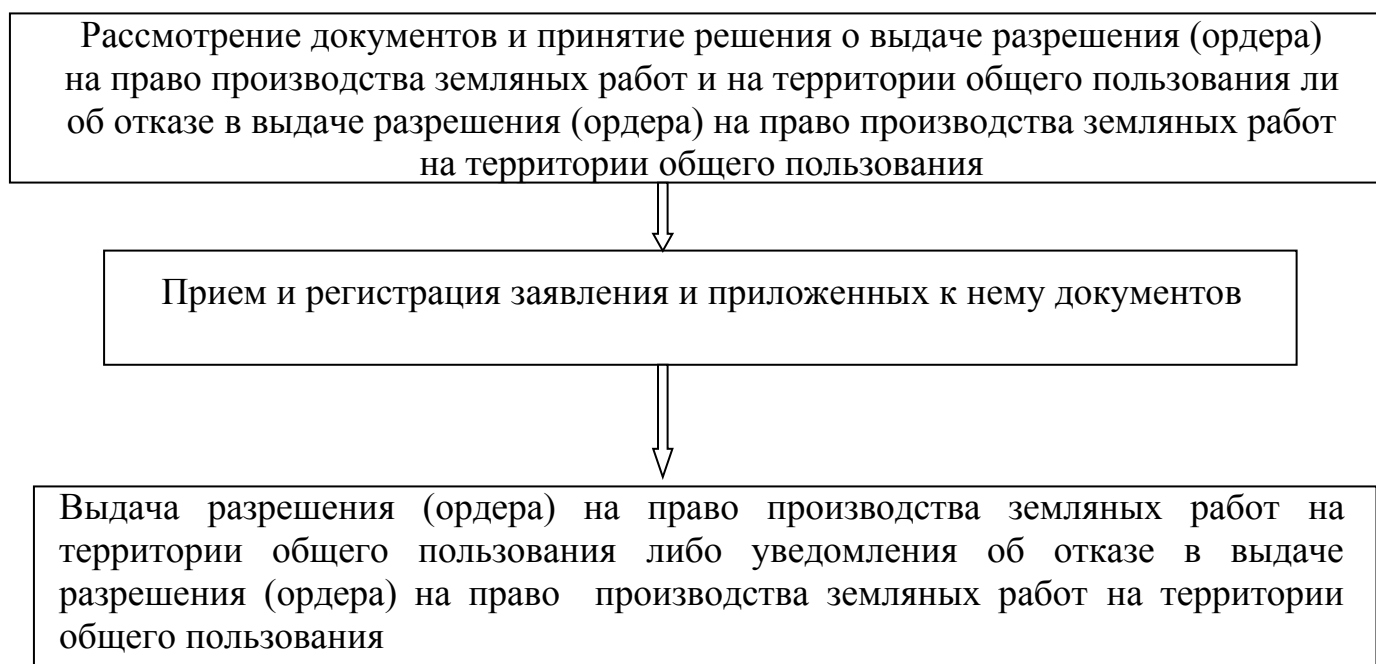 Рассмотрение документов и принятие решения о выдаче разрешения (ордера)
на право производства земляных работ и на территории общего пользования ли
об отказе в выдаче разрешения (ордера) на право производства земляных работ
на территории общего пользования
Прием и регистрация заявления и приложенных к нему документов
Выдача разрешения (ордера) на право производства земляных работ на
территории общего пользования либо уведомления об отказе в выдаче
разрешения (ордера) на право производства земляных работ на территории
общего пользования